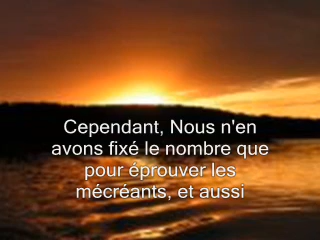 Cependant, Nous n'en
avons fixé le nombre que
pour éprouver les
mécréants, et aussi